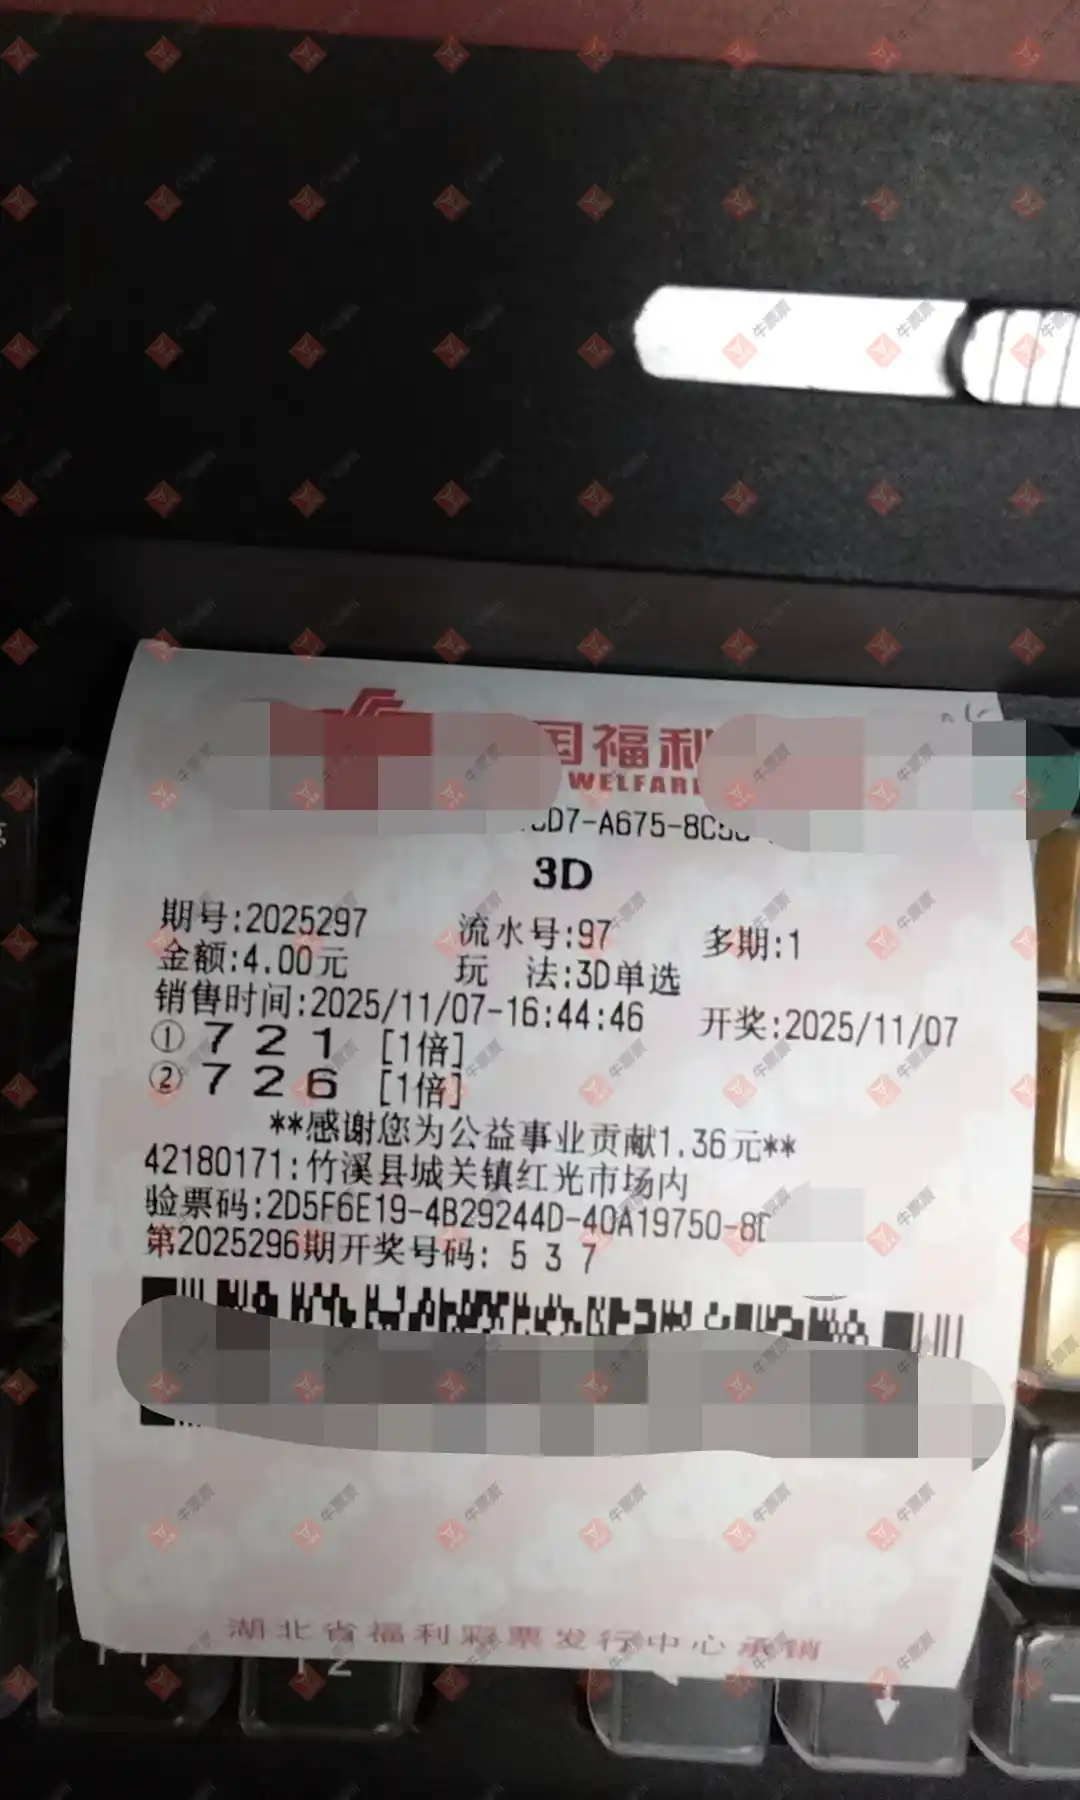 国福利
WELFAR
D7-A675-8C
3D
期号:2025297 流水号:97 多期:1
金额:4.00元 玩 法:3D单选
销售时间:2025/11/07-16:44:46 开奖:2025/11/07
① 7 2 1 [1倍]
② 7 2 6 [1倍]
**感谢您为公益事业贡献1.36元**
42180171:竹溪县城关镇红光市场内
验票码:2D5F6E19-4B29244D-40A19750-8
第2025296期开奖号码: 5 3 7
湖北省福利彩票发行中心承销
牛票票